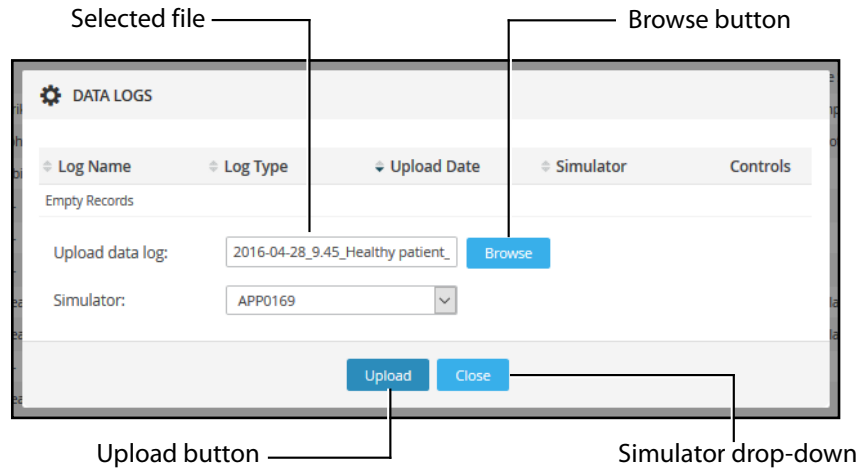 Selected file Browse button
DATA LOGS
Log Name Log Type Upload Date Simulator Controls
Empty Records
Upload data log: 2016-04-28_9.45_Healthy patient_ Browse
Simulator: APP0169
Upload Close
Upload button Simulator drop-down